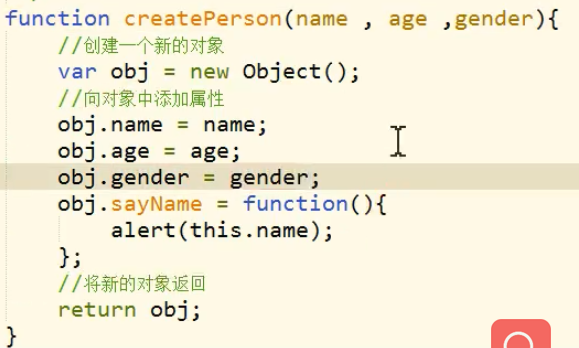 function createPerson(name , age ,gender){
//创建一个新的对象
var obj = new Object();
//向对象中添加属性
obj.name = name;
obj.age = age;
obj.gender = gender;
obj.sayName = function(){
alert(this.name);
};
//将新的对象返回
return obj;
}